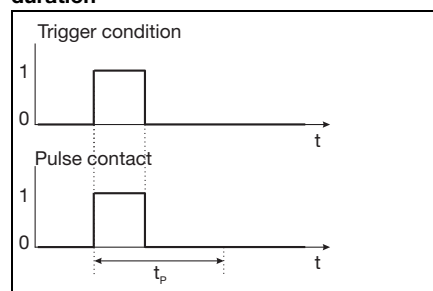 duration
Trigger condition
1
0
t
Pulse contact
1
0
t
tP